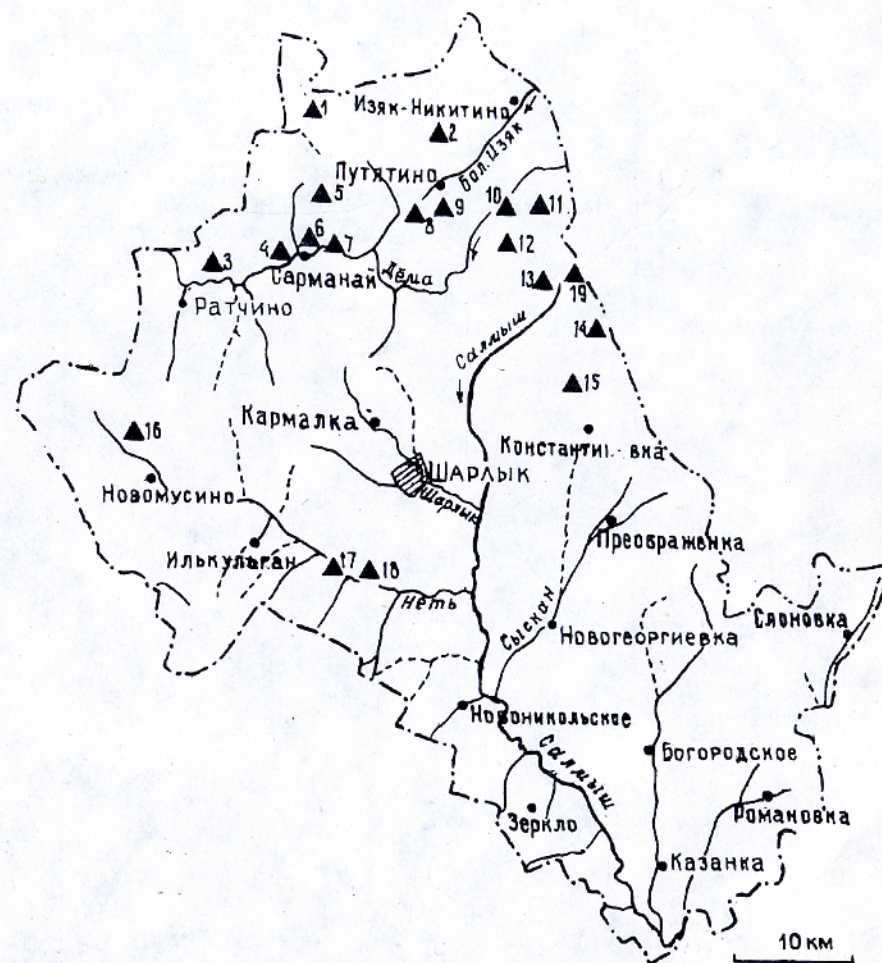 1
Изяк-Никитино
2
Бол. Изяк
Путятино
5
8
9
10
11
6
4
7
12
3
Сарманай
Дёма
13
19
Ратчино
14
Салмыш
15
Кармалка
16
Константи вка
ШАРЛЫК
Шарлык
Новомусино
Преображенка
Илькульган
17
18
Неть
Сыскан
Новогеоргиевка
Слоновка
Новоникольское
Салмыш
Богородское
Зеркло
Романовка
Казанка
10 км